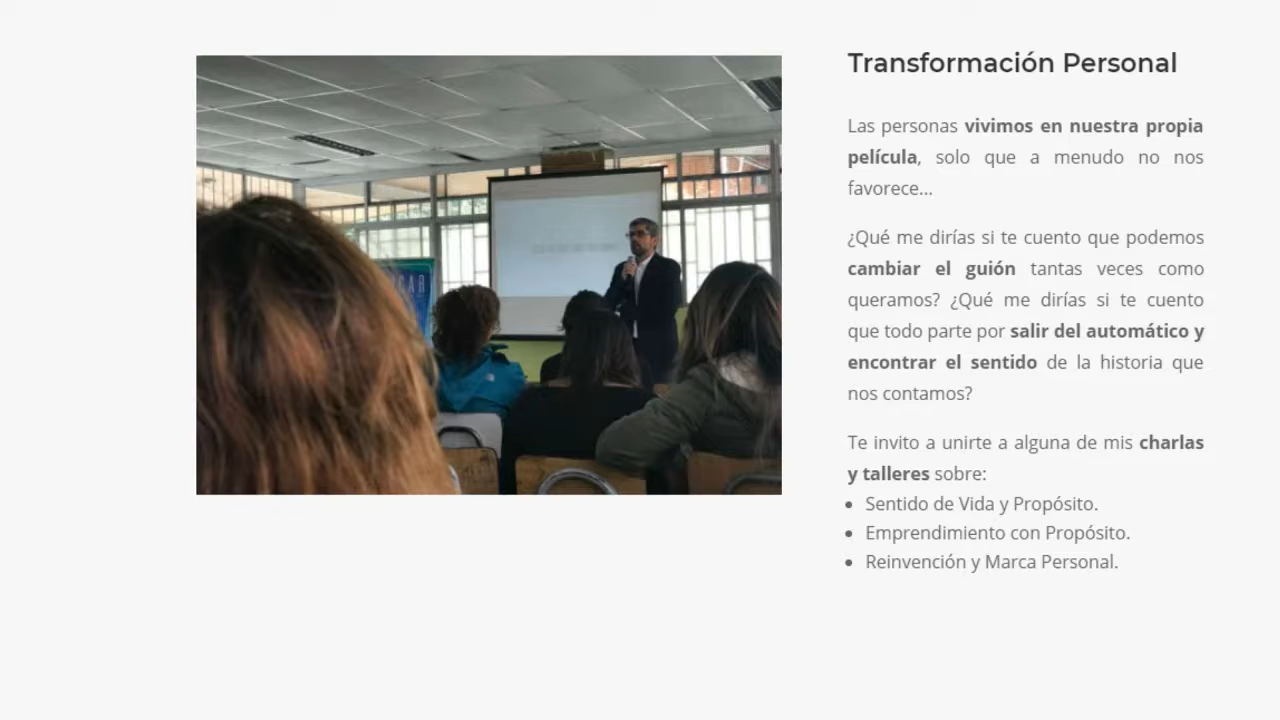 Transformación Personal
Las personas vivimos en nuestra propia
película, solo que a menudo no nos
favorece...
¿Qué me dirías si te cuento que podemos
cambiar el guión tantas veces como
queramos? ¿Qué me dirías si te cuento
que todo parte por salir del automático y
encontrar el sentido de la historia que
nos contamos?
Te invito a unirte a alguna de mis charlas
y talleres sobre:
• Sentido de Vida y Propósito.
• Emprendimiento con Propósito.
• Reinvención y Marca Personal.